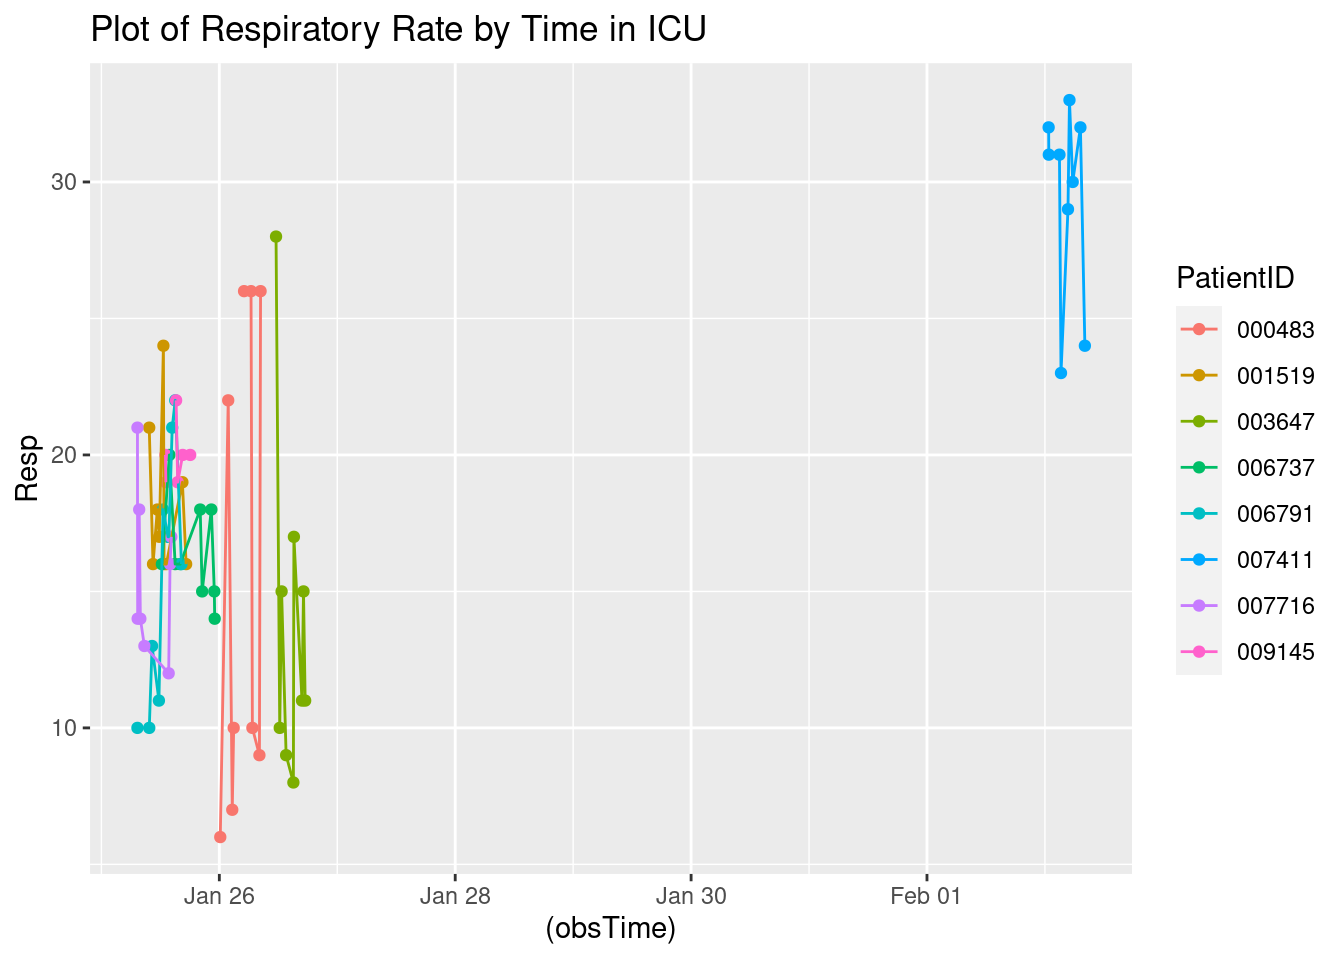 Plot of Respiratory Rate by Time in ICU
Resp
30
20
10
Jan 26
Jan 28
Jan 30
Feb 01
(obsTime)
PatientID
000483
001519
003647
006737
006791
007411
007716
009145